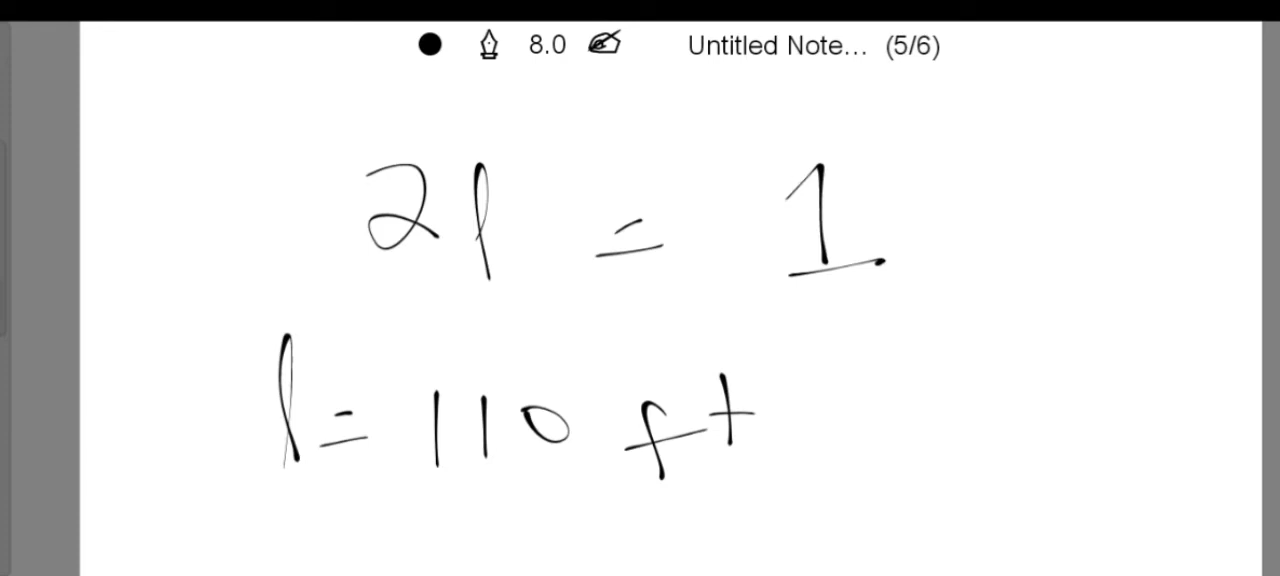 8.0 Untitled Note... (5/6)
2l = 1
l = 110 ft